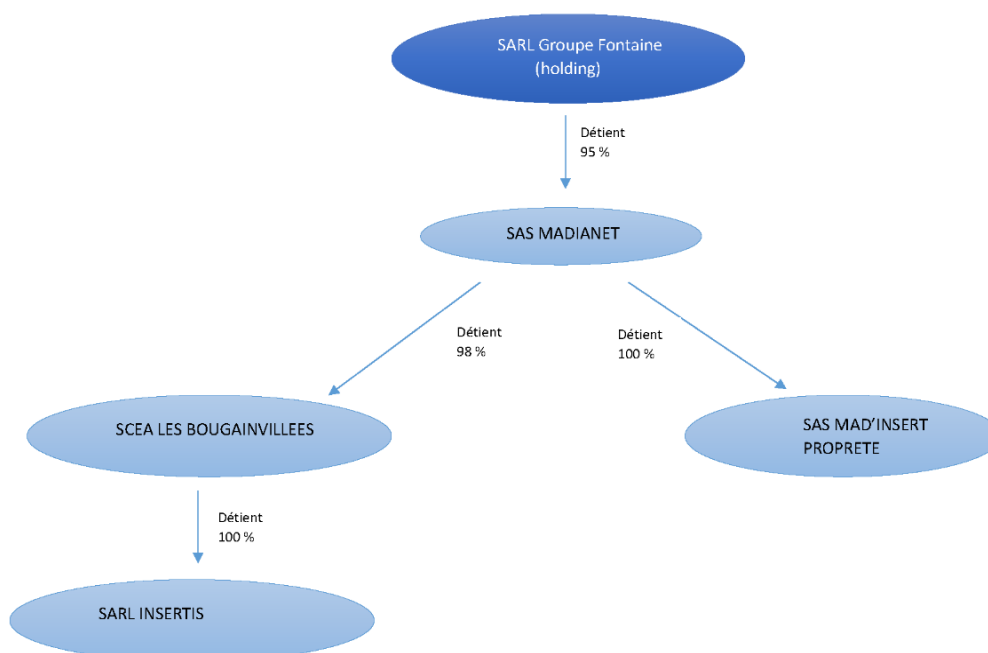 SARL Groupe Fontaine
(holding)
Détient
95 %
SAS MADIANET
Détient
98 %
Détient
100 %
SCEA LES BOUGAINVILLEES
SAS MAD’INSERT
PROPRETE
Détient
100 %
SARL INSERTIS